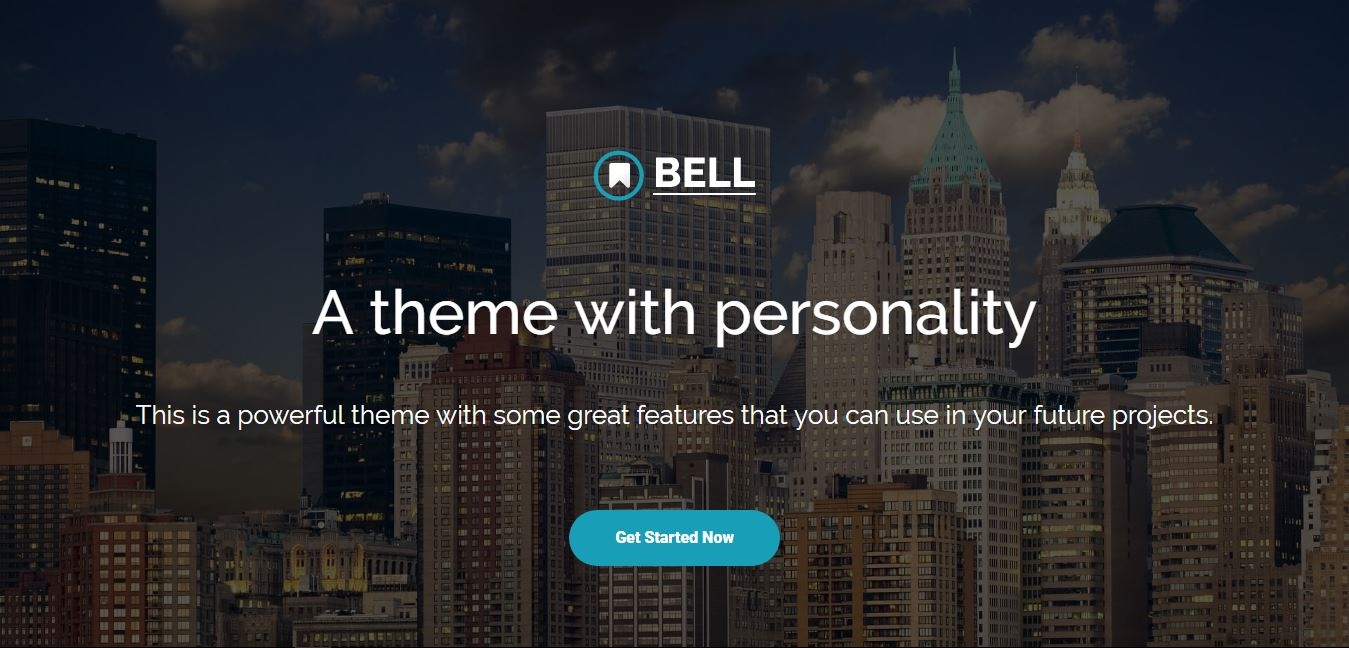 BELL
A theme with personality
This is a powerful theme with some great features that you can use in your future projects.
Get Started Now